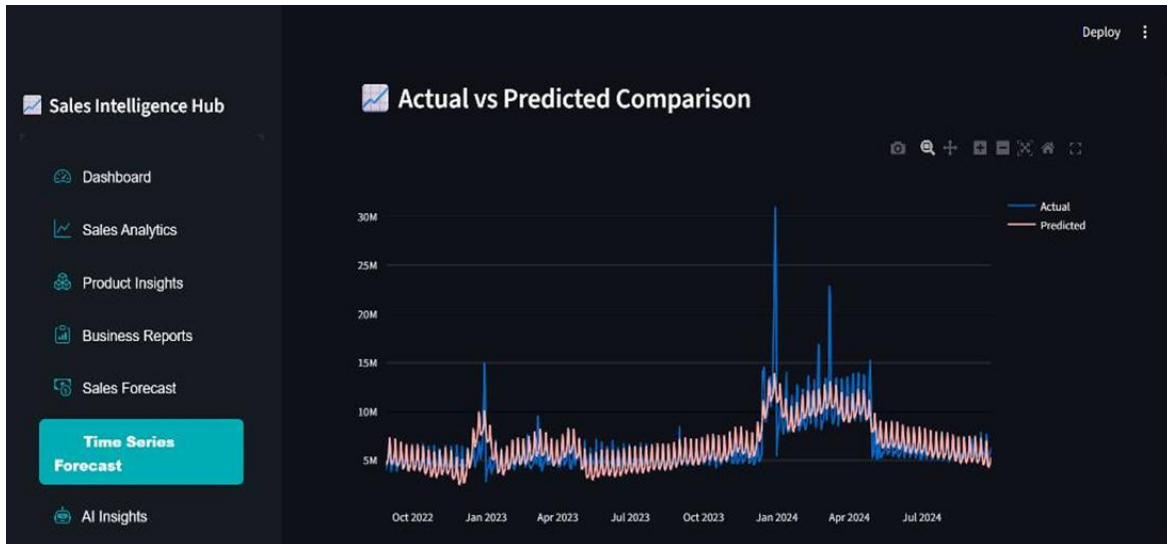 Deploy
Sales Intelligence Hub
Dashboard
Sales Analytics
Product Insights
Business Reports
Sales Forecast
Time Series
Forecast
AI Insights
Actual vs Predicted Comparison
Actual
Predicted
30M
25M
20M
15M
10M
5M
Oct 2022 Jan 2023 Apr 2023 Jul 2023 Oct 2023 Jan 2024 Apr 2024 Jul 2024